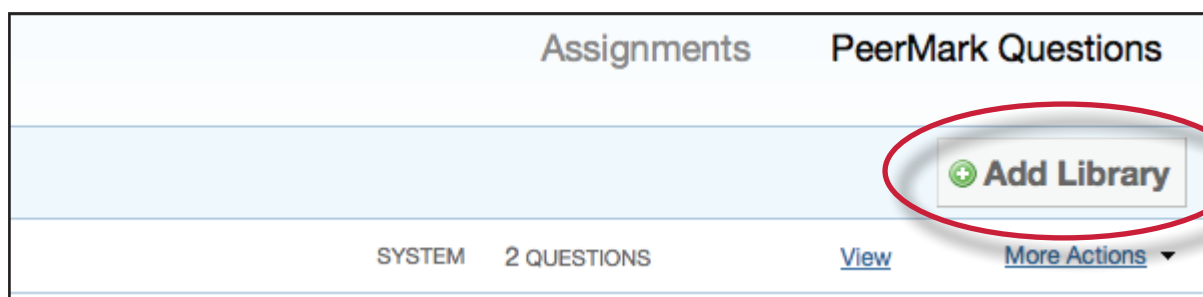 Assignments PeerMark Questions
Add Library
SYSTEM 2 QUESTIONS View More Actions